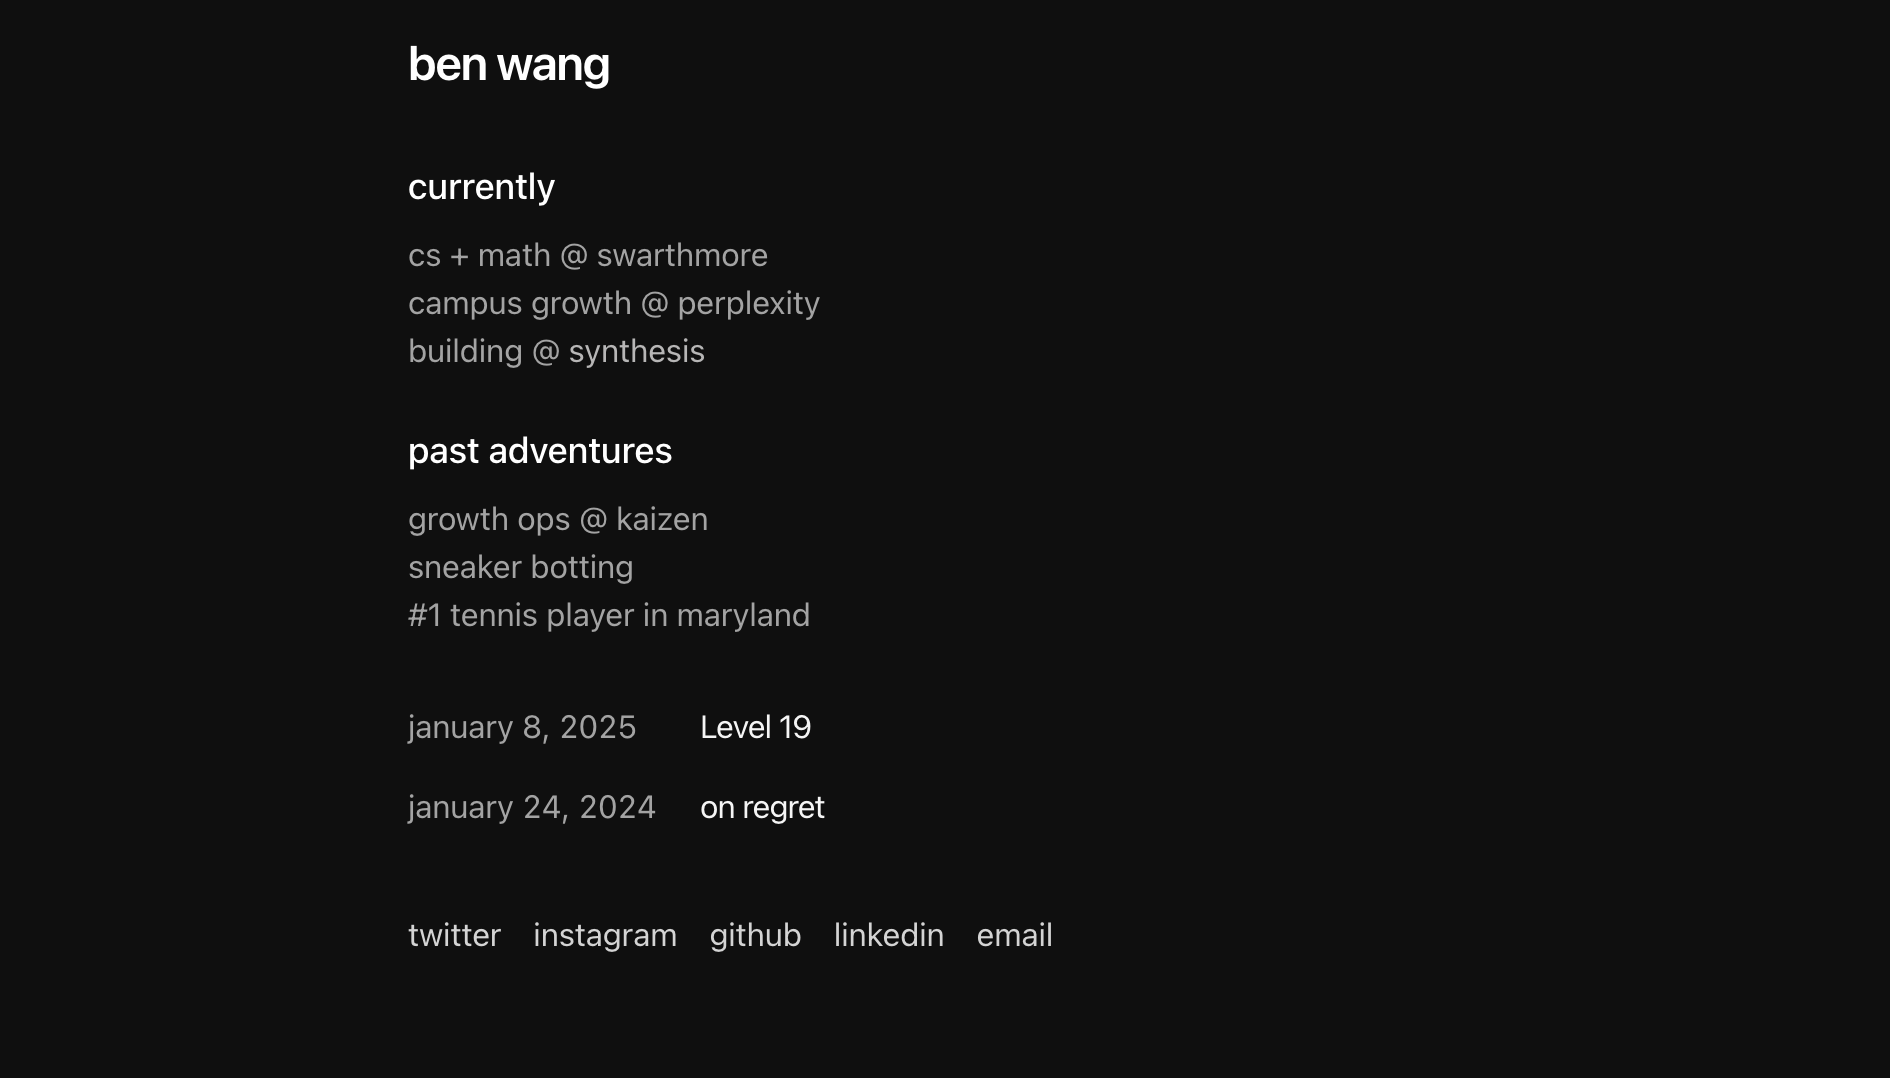 ben wang
currently
cs + math @ swarthmore
campus growth @ perplexity
building @ synthesis
past adventures
growth ops @ kaizen
sneaker botting
#1 tennis player in maryland
january 8, 2025 Level 19
january 24, 2024 on regret
twitter instagram github linkedin email